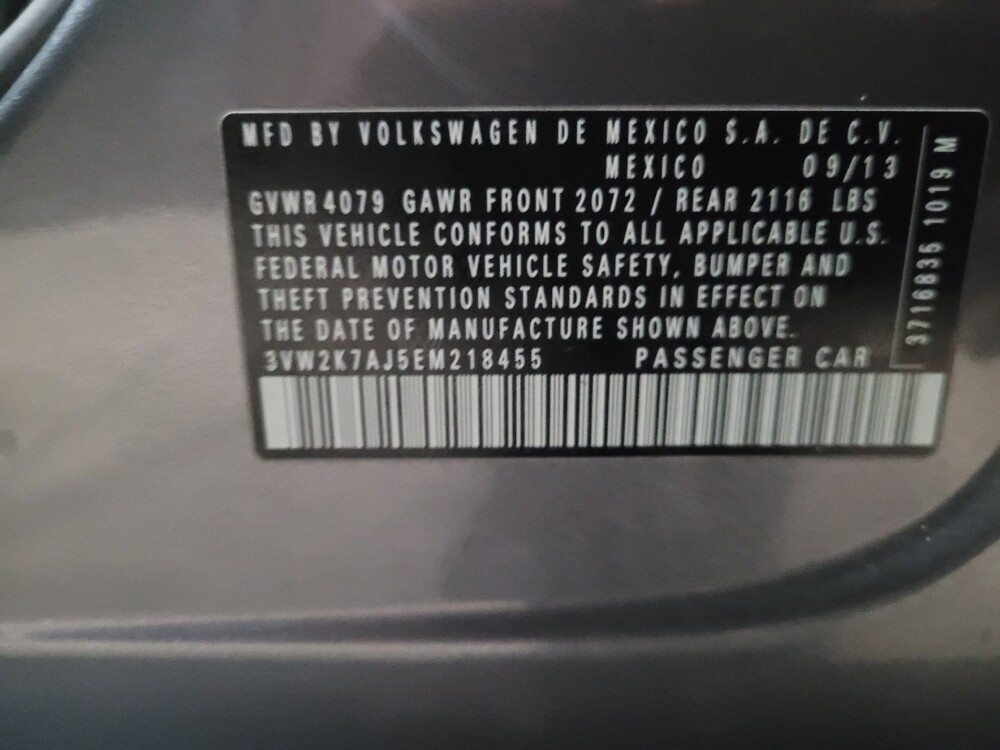 MFD BY VOLKSWAGEN DE MEXICO S.A. DE C.V.
MEXICO 09/13
GVWR 4079 GAWR FRONT 2072 / REAR 2116 LBS
THIS VEHICLE CONFORMS TO ALL APPLICABLE U.S.
FEDERAL MOTOR VEHICLE SAFETY, BUMPER AND
THEFT PREVENTION STANDARDS IN EFFECT ON
THE DATE OF MANUFACTURE SHOWN ABOVE.
3VW2K7AJ5EM218455 PASSENGER CAR
3716835 1019 M